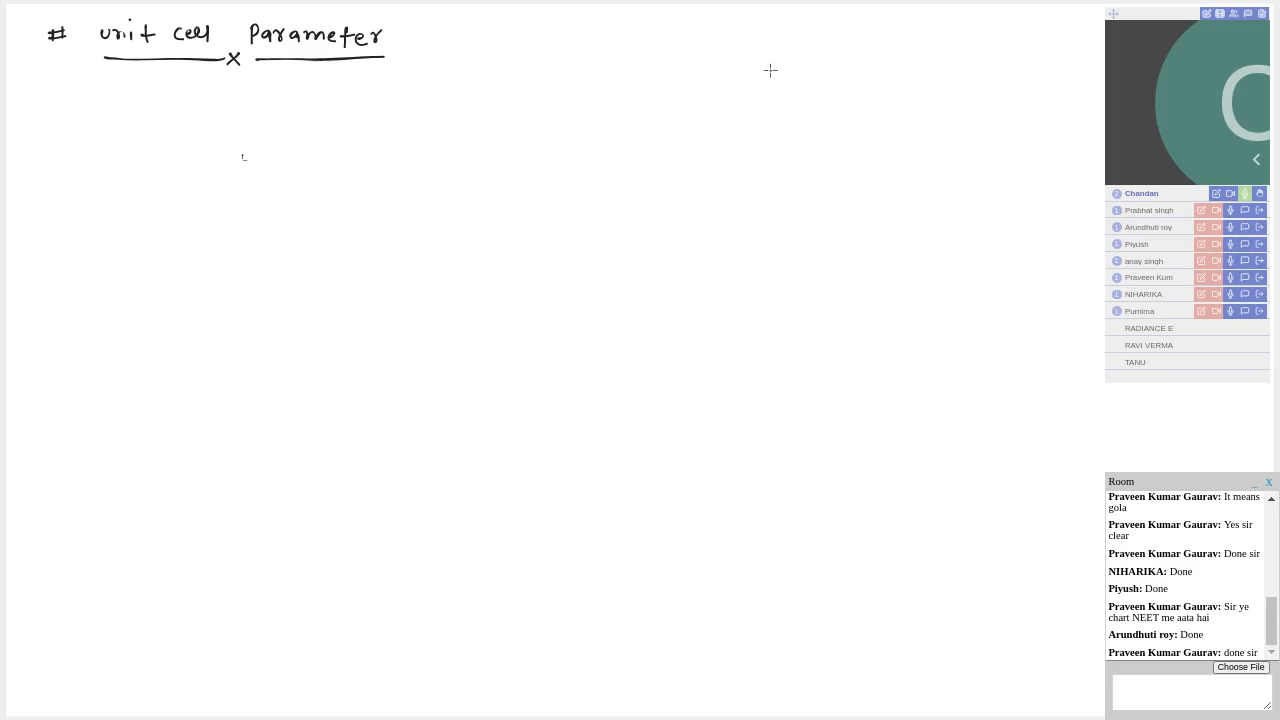 # unit cell Parameter
x
Chandan
Prabhat singh
Arundhuti roy
Piyush
anay singh
Praveen Kum
NIHARIKA
Purnima
RADIANCE E
RAVI VERMA
TANU
Room
_ X
Praveen Kumar Gaurav: It means
gola
Praveen Kumar Gaurav: Yes sir
clear
Praveen Kumar Gaurav: Done sir
NIHARIKA: Done
Piyush: Done
Praveen Kumar Gaurav: Sir ye
chart NEET me aata hai
Arundhuti roy: Done
Praveen Kumar Gaurav: done sir
Choose File